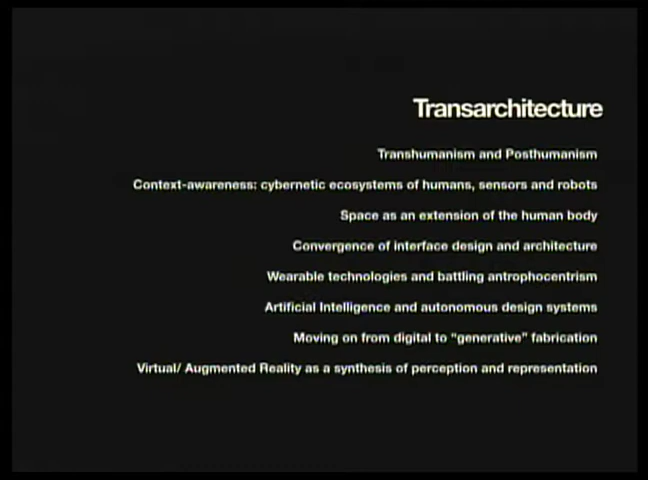 Transarchitecture
Transhumanism and Posthumanism
Context-awareness: cybernetic ecosystems of humans, sensors and robots
Space as an extension of the human body
Convergence of interface design and architecture
Wearable technologies and battling antrophocentrism
Artificial Intelligence and autonomous design systems
Moving on from digital to “generative” fabrication
Virtual/ Augmented Reality as a synthesis of perception and representation